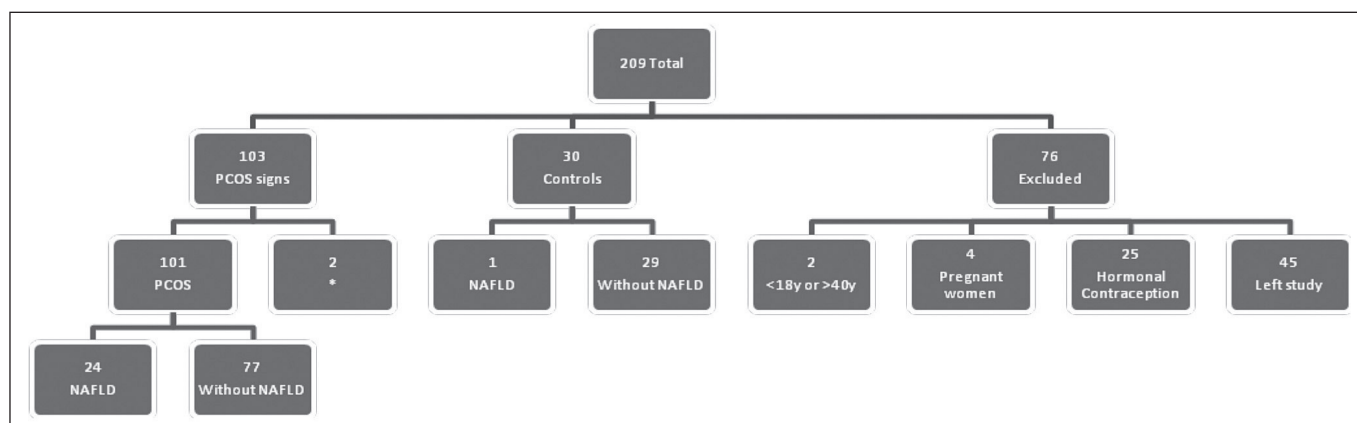 209 Total
103
PCOS signs
30
Controls
76
Excluded
101
PCOS
2
*
1
NAFLD
29
Without NAFLD
2
<18y or >40y
4
Pregnant
women
25
Hormonal
Contraception
45
Left study
24
NAFLD
77
Without NAFLD